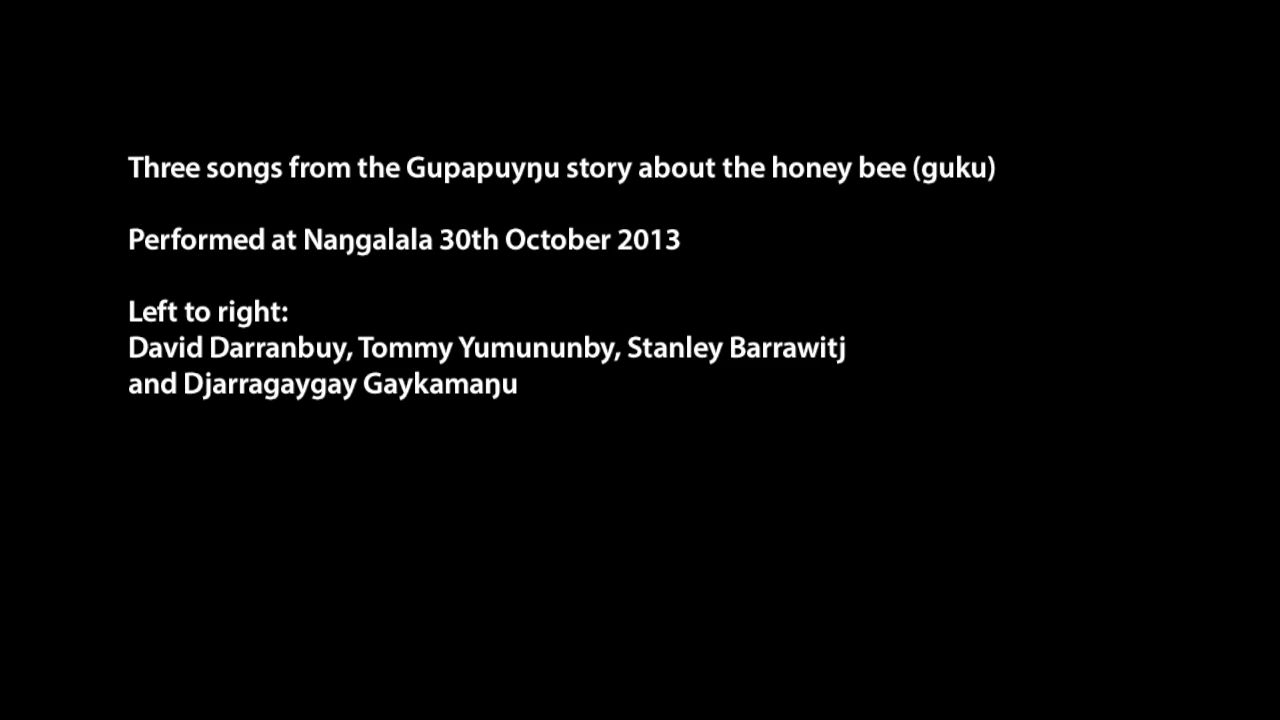 Three songs from the Gupapuyŋu story about the honey bee (guku)
Performed at Naŋgalala 30th October 2013
Left to right:
David Darranbuy, Tommy Yumununby, Stanley Barrawitj
and Djarragaygay Gaykamaŋu